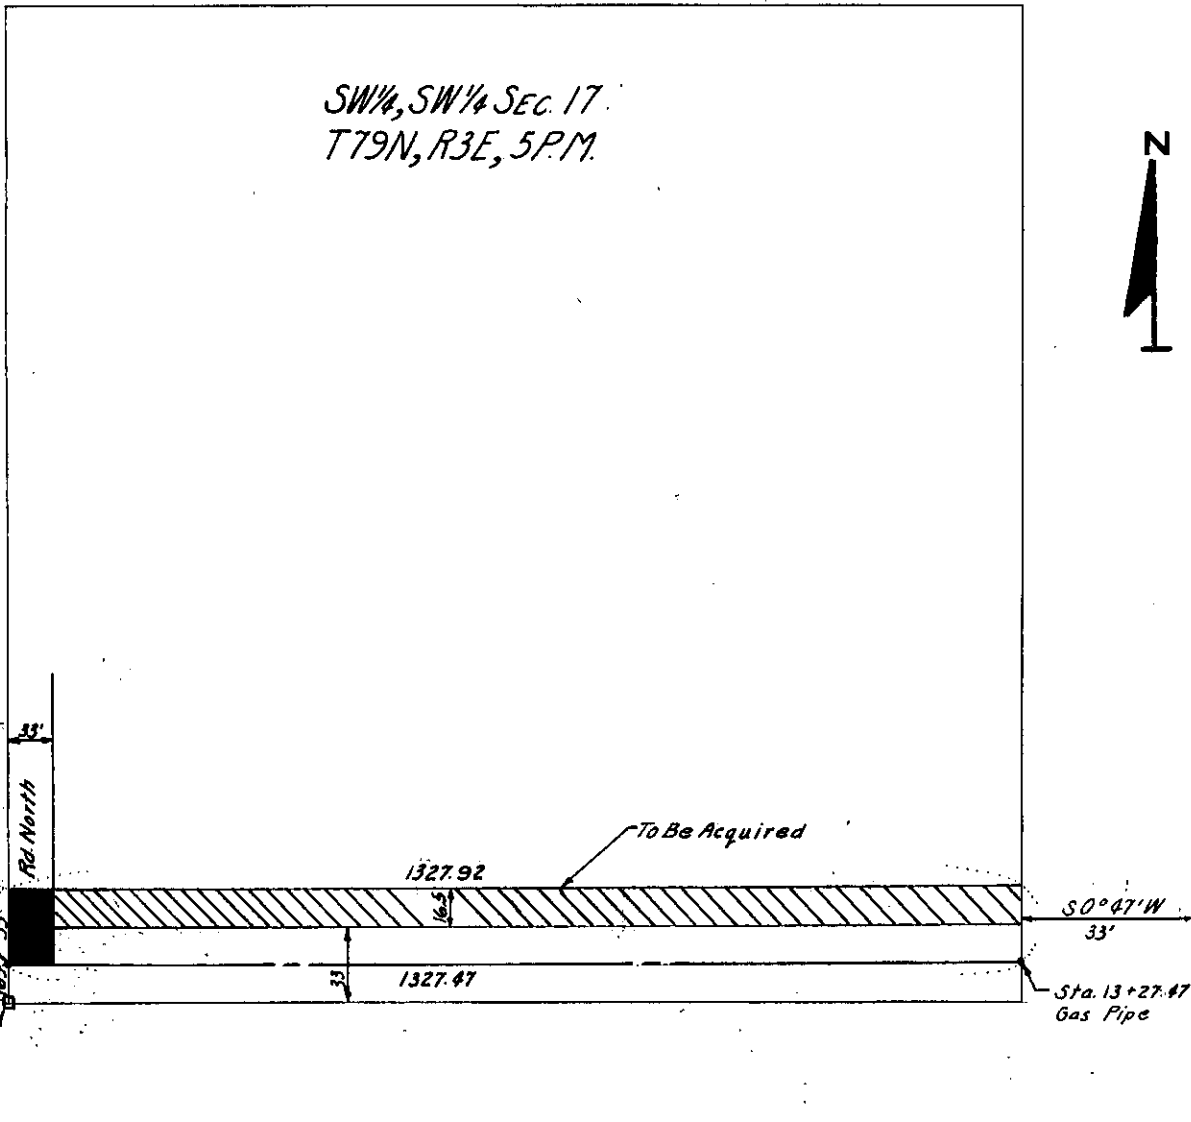 SW¼, SW¼ SEC. 17
T79N, R3E, 5P.M.
N
33'
Rd. North
To Be Acquired
1327.92
16.5
S 0° 47' W
33'
33
1327.47
Sta. 13+27.47
Gas Pipe